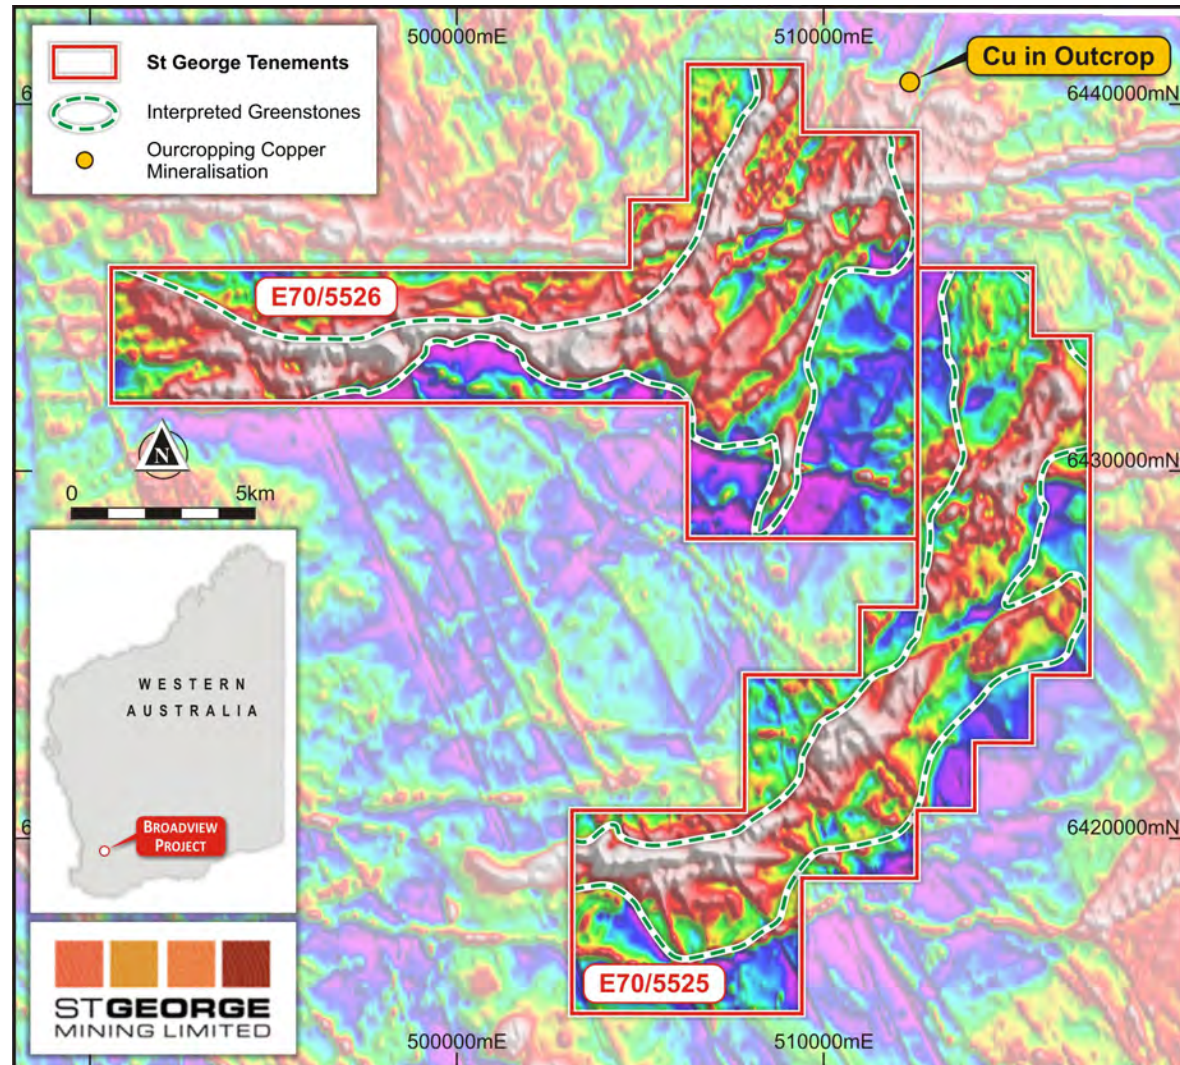 500000mE
510000mE
St George Tenements
Interpreted Greenstones
Ourcropping Copper
Mineralisation
Cu in Outcrop
6440000mN
E70/5526
N
0
5km
6430000mN
WESTERN
AUSTRALIA
BROADVIEW
PROJECT
6420000mN
E70/5525
STGEORGE
MINING LIMITED
500000mE
510000mE